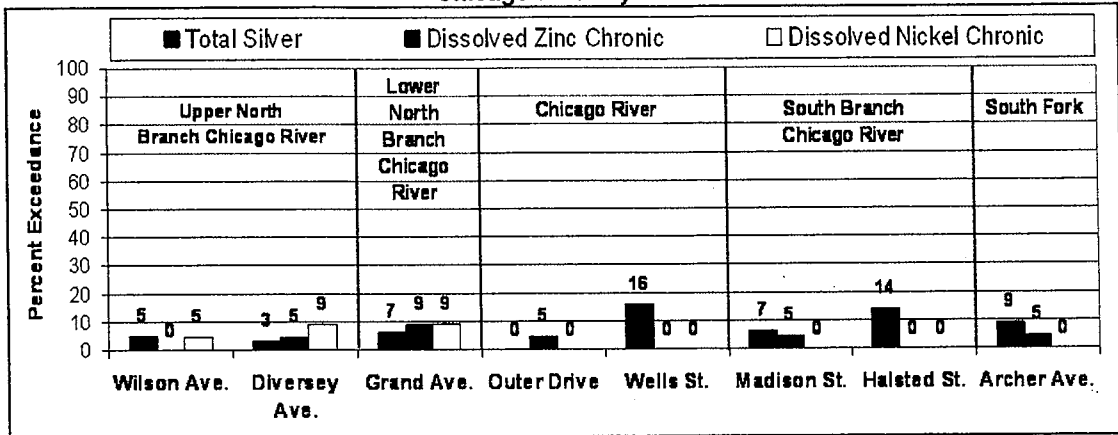 ■ Total Silver ■ Dissolved Zinc Chronic □ Dissolved Nickel Chronic
Percent Exceedance
100
90
80
70
60
50
40
30
20
10
0
Upper North
Branch Chicago River
Lower
North
Branch
Chicago
River
Chicago River
South Branch
Chicago River
South Fork
5 0 5
3 5 9
7 9 9
0 5 0
16 0 0
7 5 0
14 0 0
9 5 0
Wilson Ave. Diversey Ave. Grand Ave. Outer Drive Wells St. Madison St. Halsted St. Archer Ave.